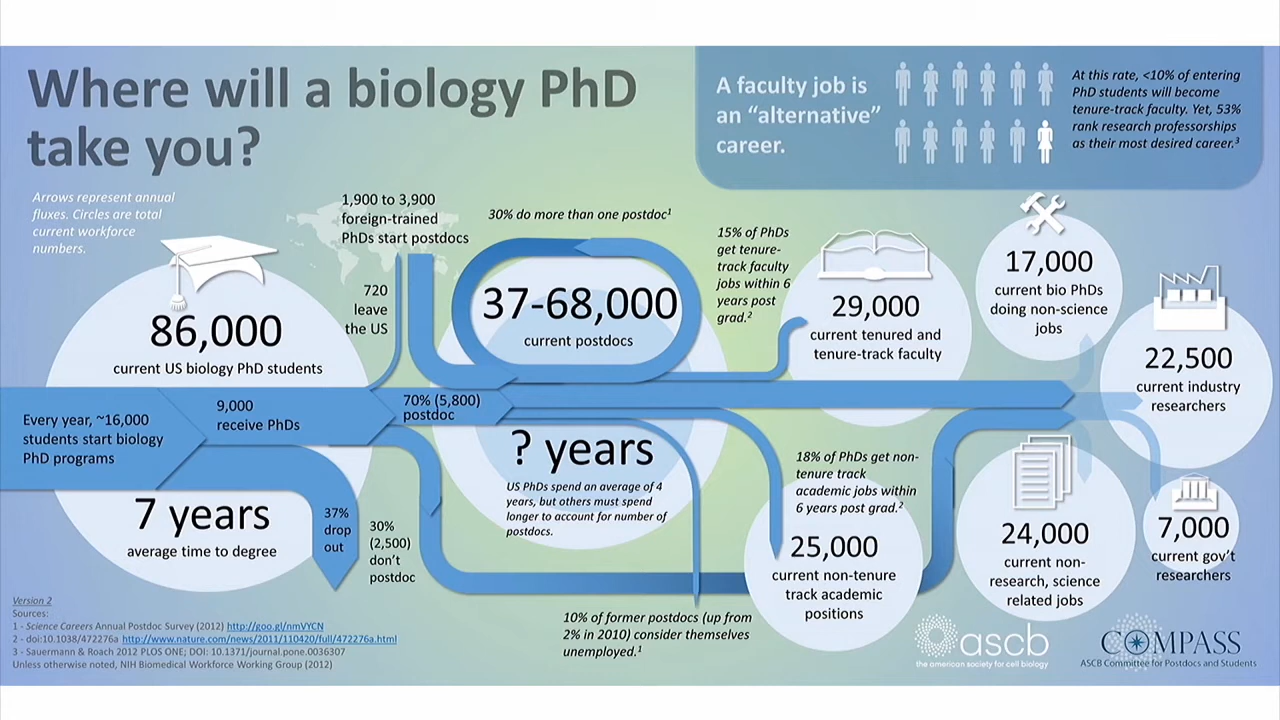 Where will a biology PhD
take you?
A faculty job is
an “alternative”
career.
At this rate, <10% of entering
PhD students will become
tenure-track faculty. Yet, 53%
rank research professorships
as their most desired career.³
Arrows represent annual
fluxes. Circles are total
current workforce
numbers.
1,900 to 3,900
foreign-trained
PhDs start postdocs
30% do more than one postdoc¹
720
leave
the US
86,000
current US biology PhD students
37-68,000
current postdocs
15% of PhDs
get tenure-
track faculty
jobs within 6
years post
grad.²
29,000
current tenured and
tenure-track faculty
17,000
current bio PhDs
doing non-science
jobs
22,500
current industry
researchers
Every year, ~16,000
students start biology
PhD programs
9,000
receive PhDs
70% (5,800)
postdoc
? years
US PhDs spend an average of 4
years, but others must spend
longer to account for number of
postdocs.
18% of PhDs get non-
tenure track
academic jobs within
6 years post grad.²
7 years
average time to degree
37%
drop
out
30%
(2,500)
don’t
postdoc
25,000
current non-tenure
track academic
positions
24,000
current non-
research, science
related jobs
7,000
current gov’t
researchers
10% of former postdocs (up from
2% in 2010) consider themselves
unemployed.¹
Version 2
Sources:
1 - Science Careers Annual Postdoc Survey (2012) http://goo.gl/nmVYCN
2 - doi:10.1038/472276a http://www.nature.com/news/2011/110420/full/472276a.html
3 - Sauermann & Roach 2012 PLOS ONE; DOI: 10.1371/journal.pone.0036307
Unless otherwise noted, NIH Biomedical Workforce Working Group (2012)
ascb
the american society for cell biology
COMPASS
ASCB Committee for Postdocs and Students